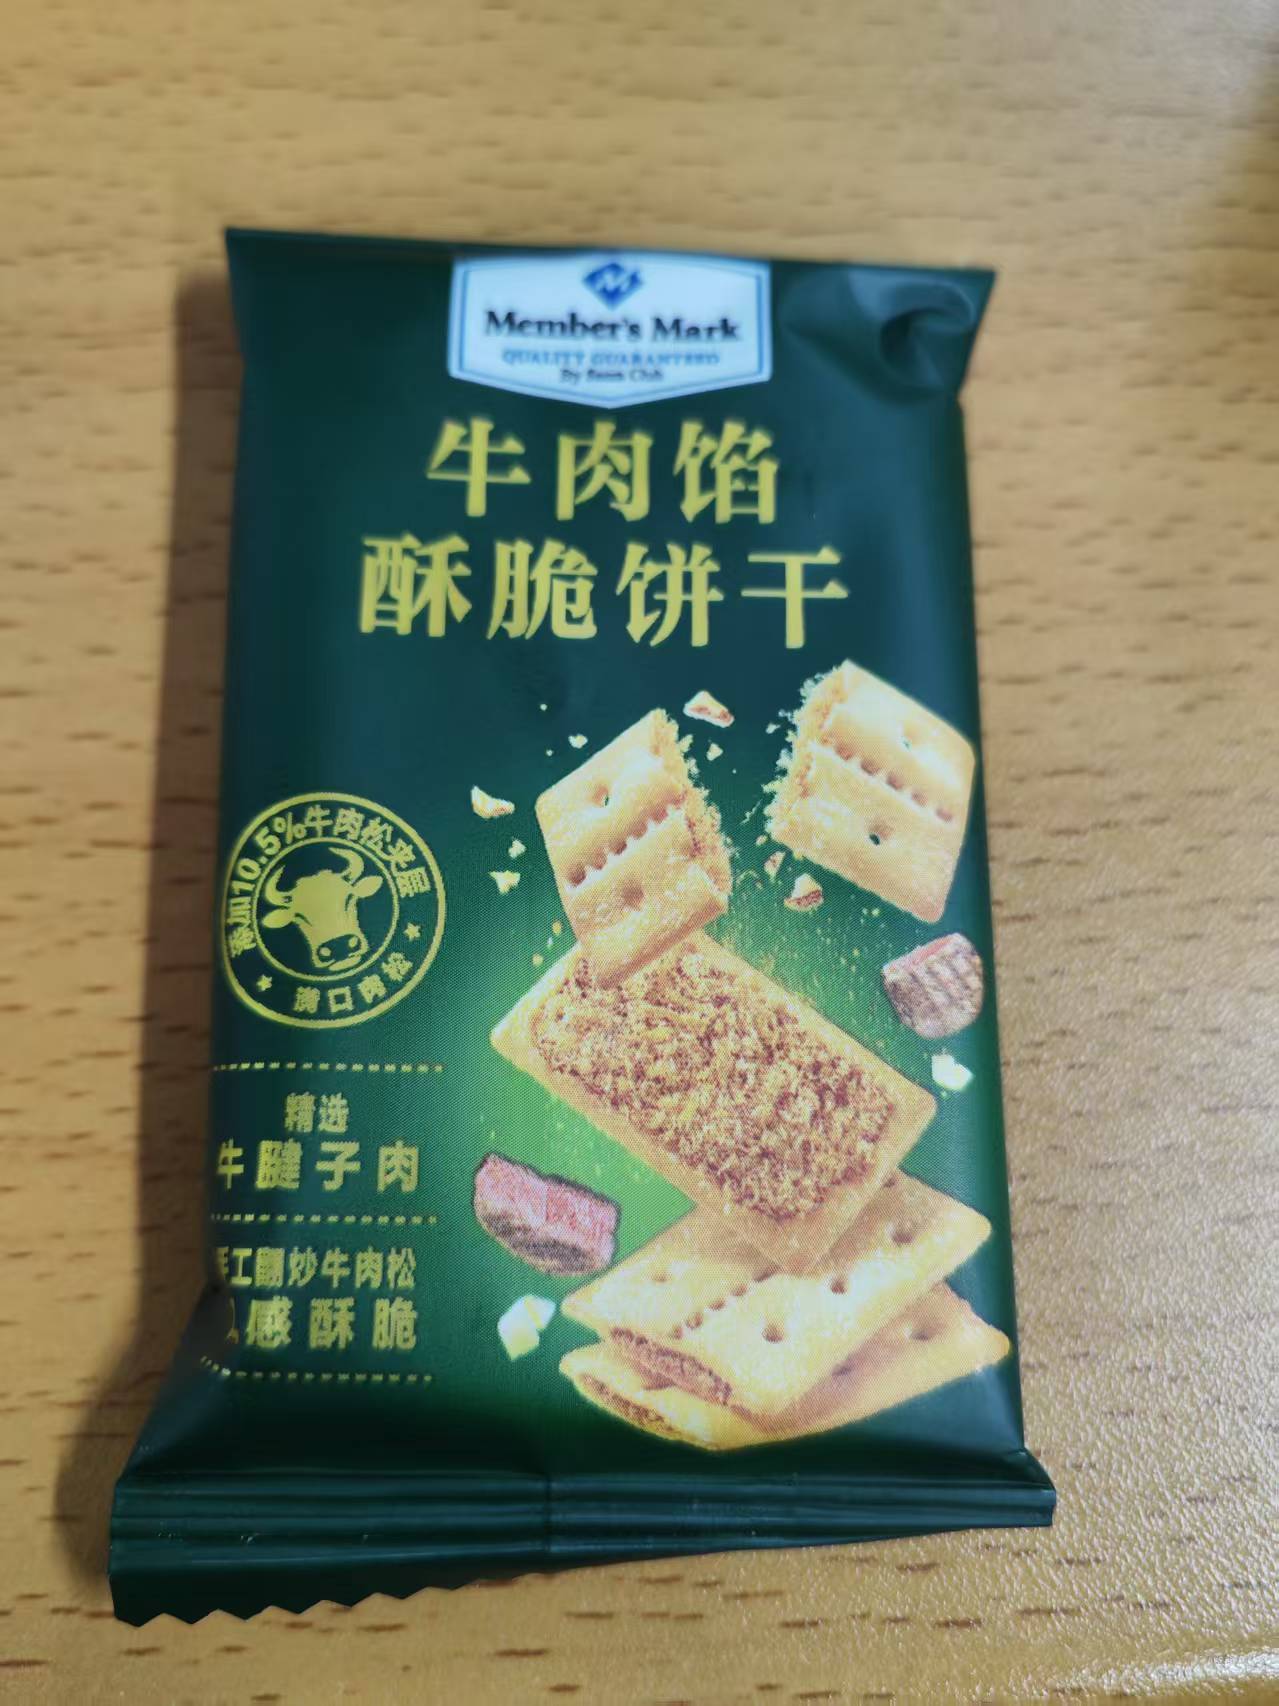 Member's Mark
QUALITY GUARANTEED
By Sam's Club
牛肉馅
酥脆饼干
添加10.5%牛肉松夹层
满口肉松
精选
牛腱子肉
手工翻炒牛肉松
口感酥脆